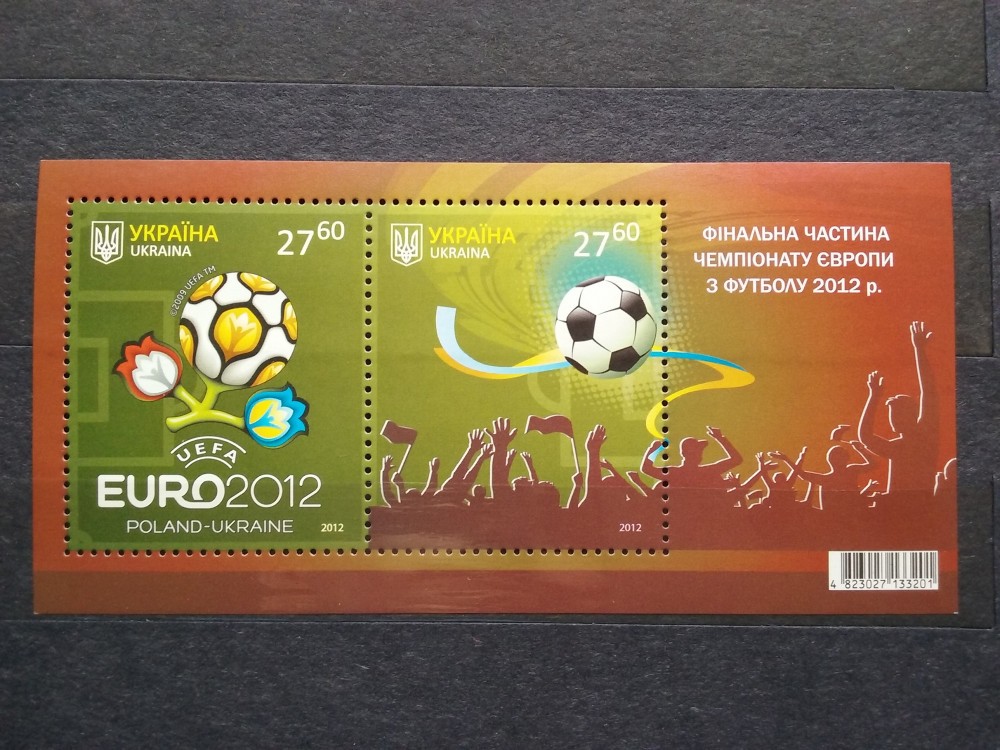 УКРАЇНА
UKRAINA
27 60
©2009 UEFA TM
UEFA
EURO2012
POLAND-UKRAINE
2012
УКРАЇНА
UKRAINA
27 60
2012
ФІНАЛЬНА ЧАСТИНА
ЧЕМПІОНАТУ ЄВРОПИ
З ФУТБОЛУ 2012 р.
4 823027 133201